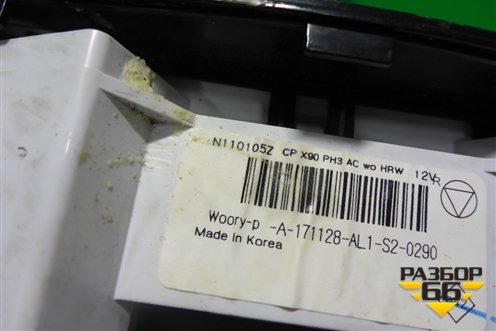 N110105Z CP X90 PH3 AC wo HRW 12V
R
Woory-p -A-171128-AL1-S2-0290
Made in Korea
РАЗБОР
66